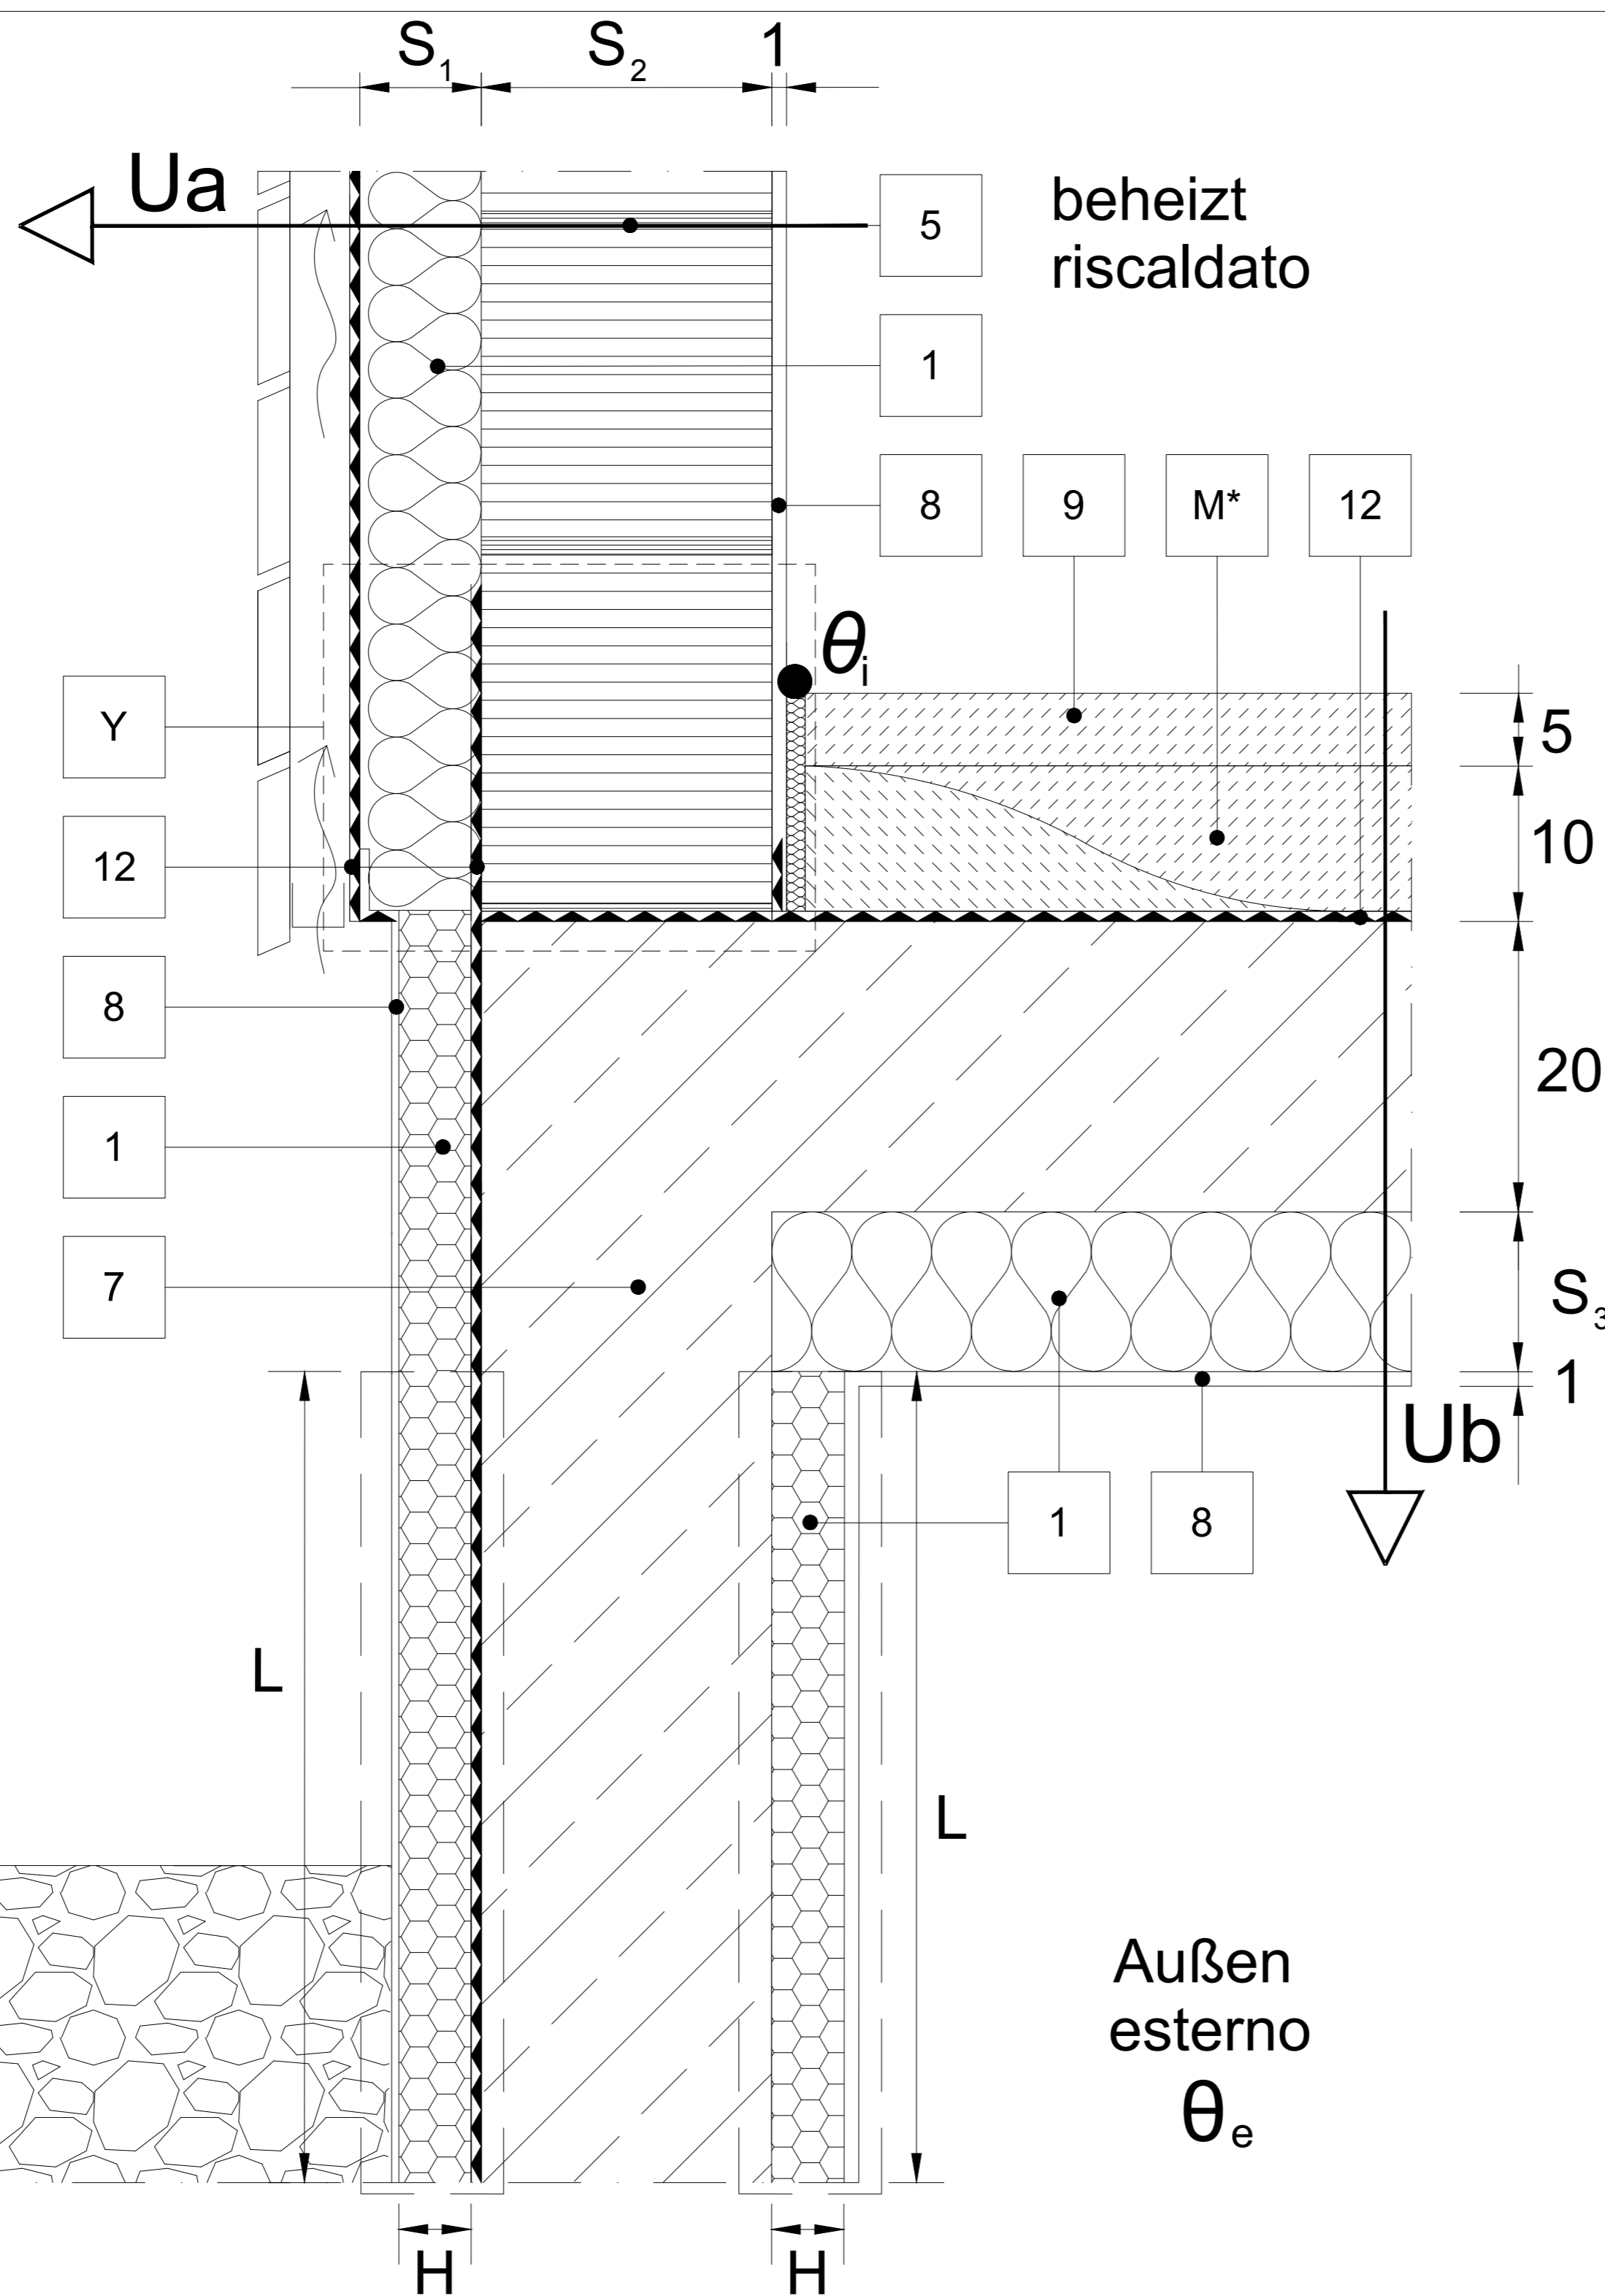 S₁ S₂ 1
Ua
5
beheizt
riscaldato
1
8 9 M* 12
θi
Y
5
12
10
8
20
1
7
S₃
1
Ub
1 8
L
L
Außen
esterno
θe
H H